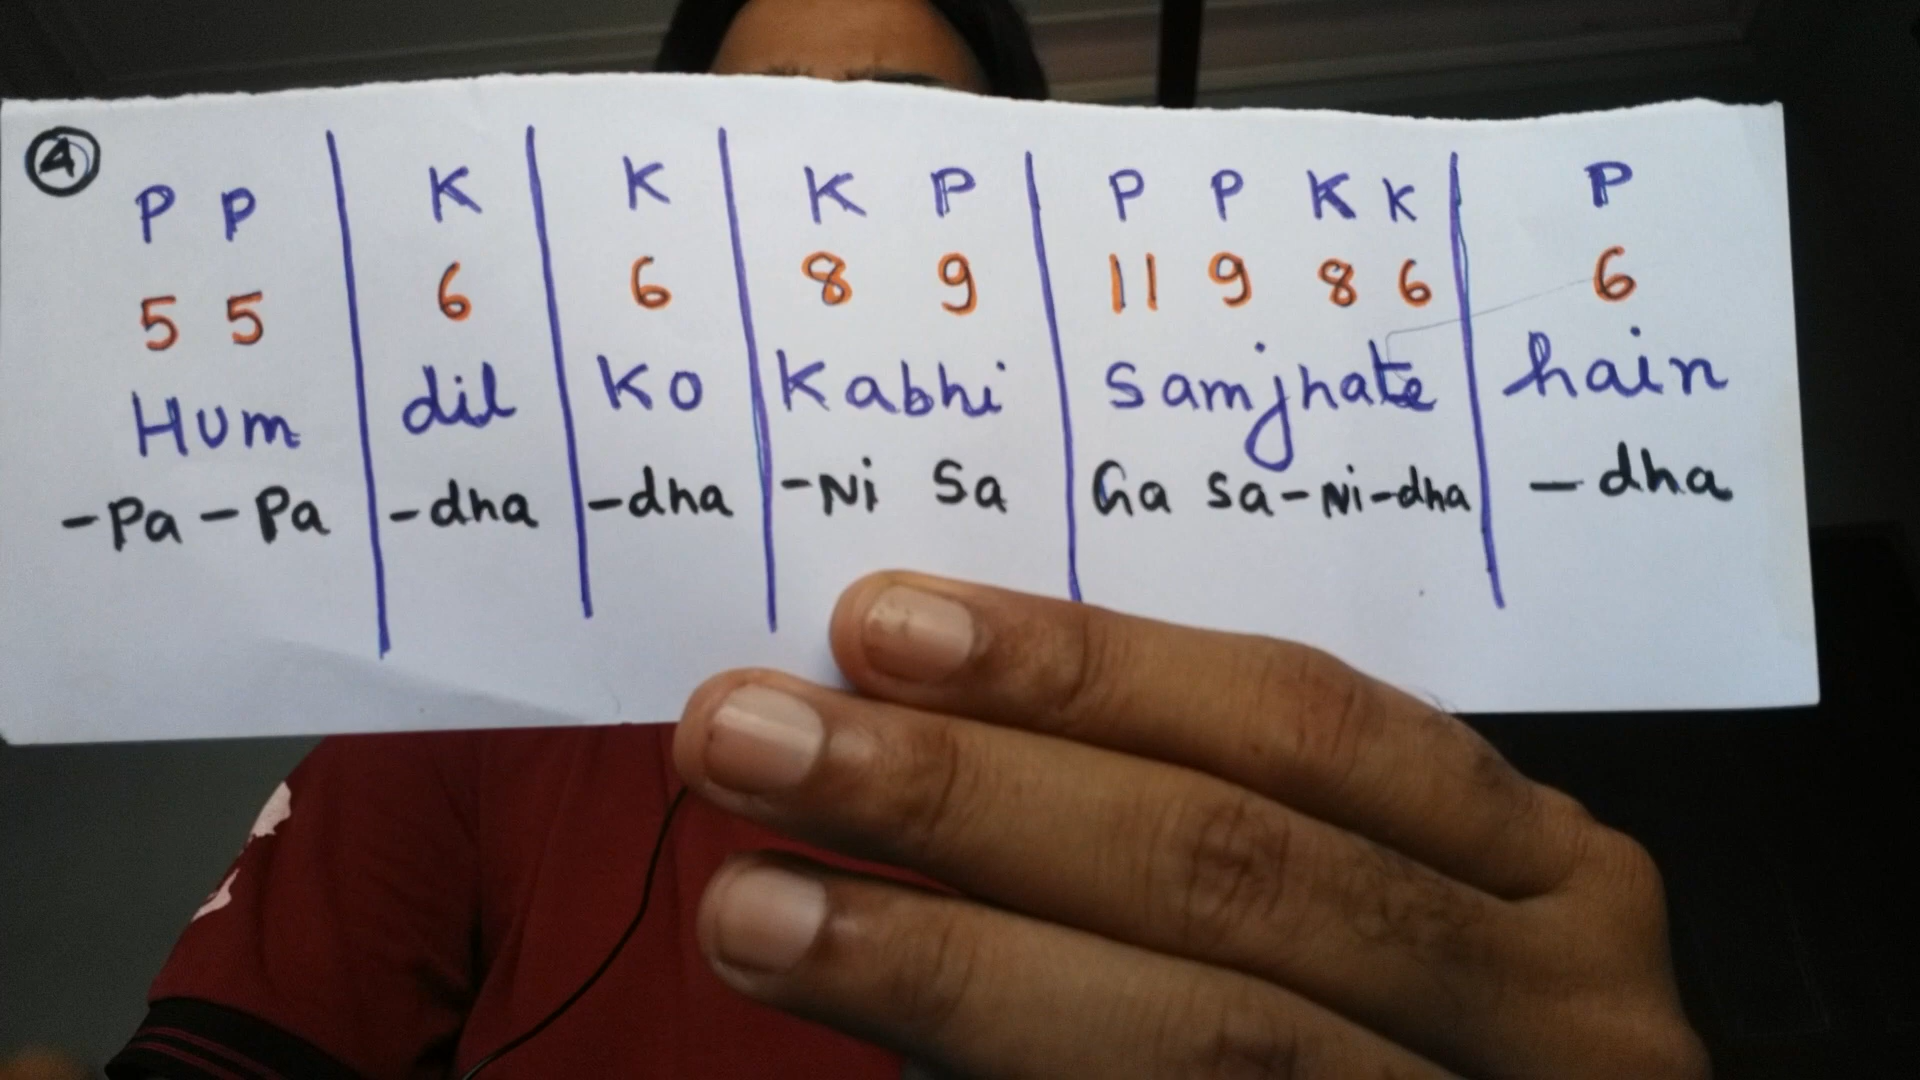 ④ P P | K | K | K P | P P K K | P
5 5 | 6 | 6 | 8 9 | 11 9 8 6 | 6
Hum | dil | Ko | Kabhi | Samjhate | hain
-Pa -Pa | -dha | -dha | -Ni Sa | Ga Sa -Ni -dha | -dha